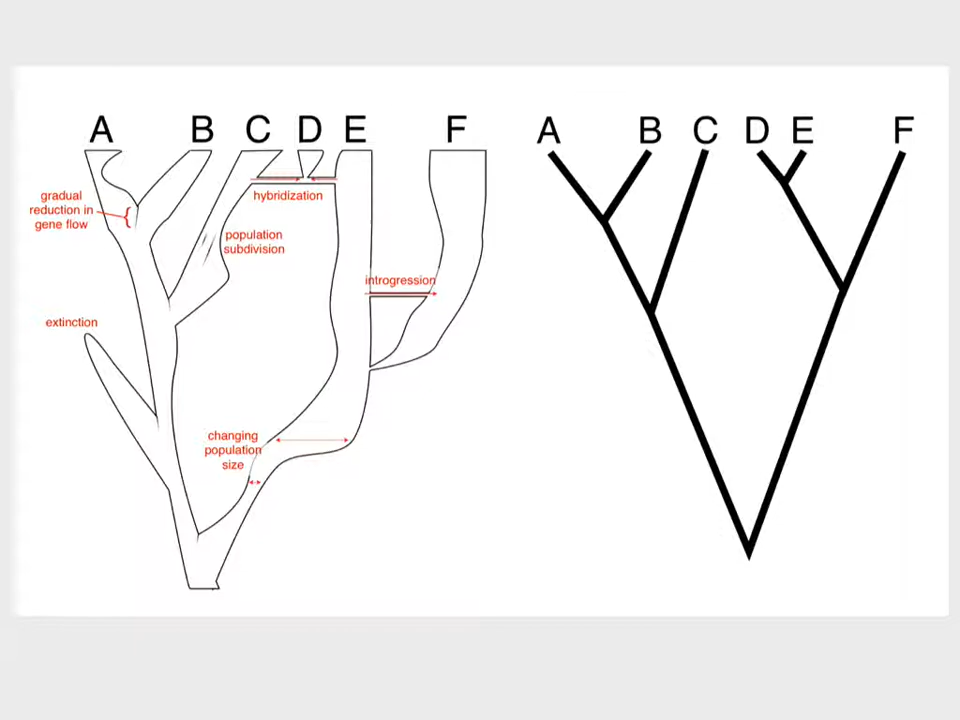 A B C D E F
gradual
reduction in
gene flow
hybridization
population
subdivision
introgression
extinction
changing
population
size
A B C D E F